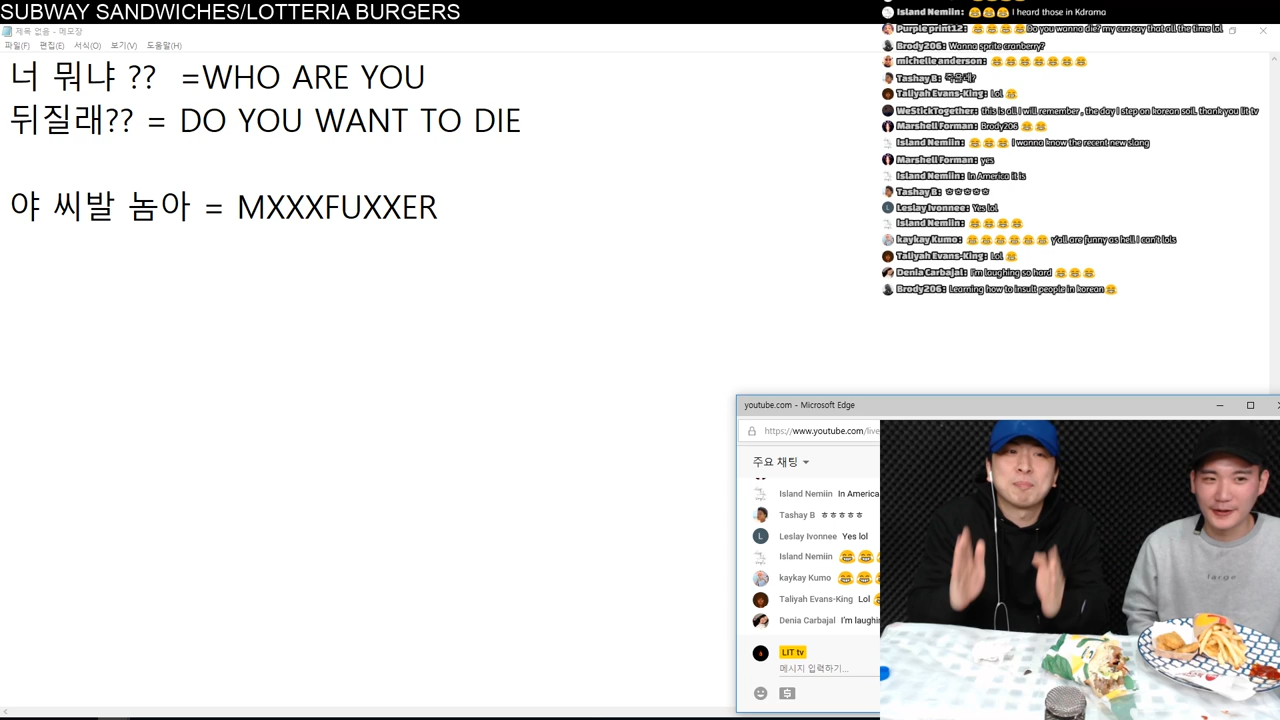 SUBWAY SANDWICHES/LOTTERIA BURGERS
제목 없음 - 메모장
파일(F) 편집(E) 서식(O) 보기(V) 도움말(H)
너 뭐냐 ?? =WHO ARE YOU
뒤질래?? = DO YOU WANT TO DIE
야 씨발 놈아 = MXXXFUXXER
Island Nemiin: 😂😂😂 I heard those in Kdrama
Purple print12: 😂😂😂😂 Do you wanna die? my cuz say that all the time lol
Brody206: Wanna sprite cranberry?
michelle anderson: 😂😂😂😂😂😂😂
Tashay B: 죽을래?
Taliyah Evans-King: Lol 😂
WeStickTogether: this is all I will remember , the day I step on korean soil. thank you lit tv
Marshell Forman: Brody206 😂😂
Island Nemiin: 😂😂😂 I wanna know the recent new slang
Marshell Forman: yes
Island Nemiin: In America it is
Tashay B: ㅎㅎㅎㅎㅎ
Leslay Ivonnee: Yes lol
Island Nemiin: 😂😂😂😂
kaykay Kumo: 😂😂😂😂😂😂 y'all are funny as hell I can't lols
Taliyah Evans-King: Lol 😂
Denia Carbajal: I'm laughing so hard 😂😂😂
Brody206: Learning how to insult people in korean 😂
youtube.com - Microsoft Edge
https://www.youtube.com/live
주요 채팅
Island Nemiin In America
Tashay B ㅎㅎㅎㅎㅎ
L Leslay Ivonnee Yes lol
Island Nemiin 😂😂
kaykay Kumo 😂😂
Taliyah Evans-King Lol 😂
Denia Carbajal I'm laughin
LIT tv
메시지 입력하기...
large